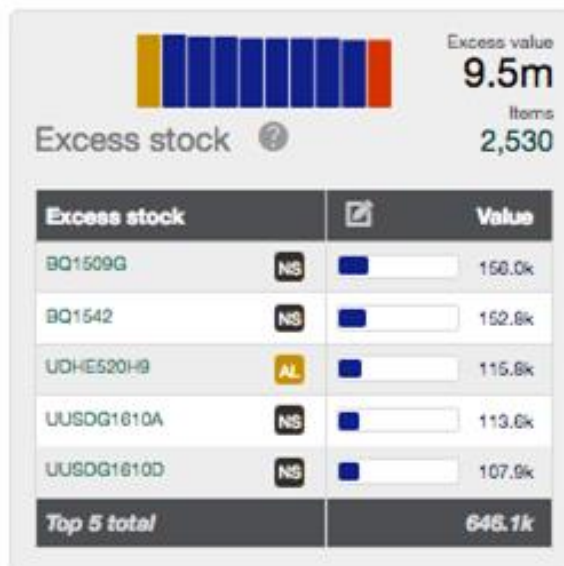 Excess value
9.5m
Items
2,530
Excess stock ?
Excess stock Value
BQ1509G NS 156.0k
BQ1542 NS 152.8k
UDHE520H9 AL 115.8k
UUSDG1610A NS 113.6k
UUSDG1610D NS 107.9k
Top 5 total 646.1k